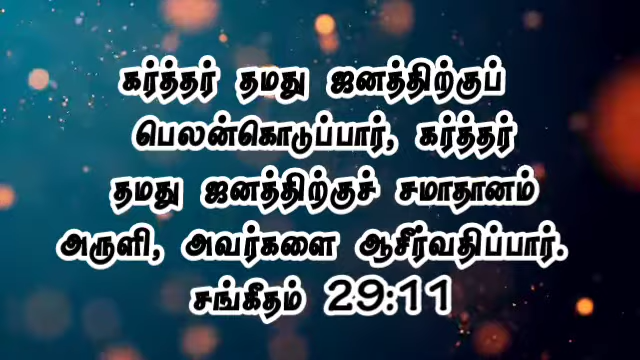 கர்த்தர் தமது ஜனத்திற்குப்
பெலன்கொடுப்பார், கர்த்தர்
தமது ஜனத்திற்குச் சமாதானம்
அருளி, அவர்களை ஆசீர்வதிப்பார்.
சங்கீதம் 29:11